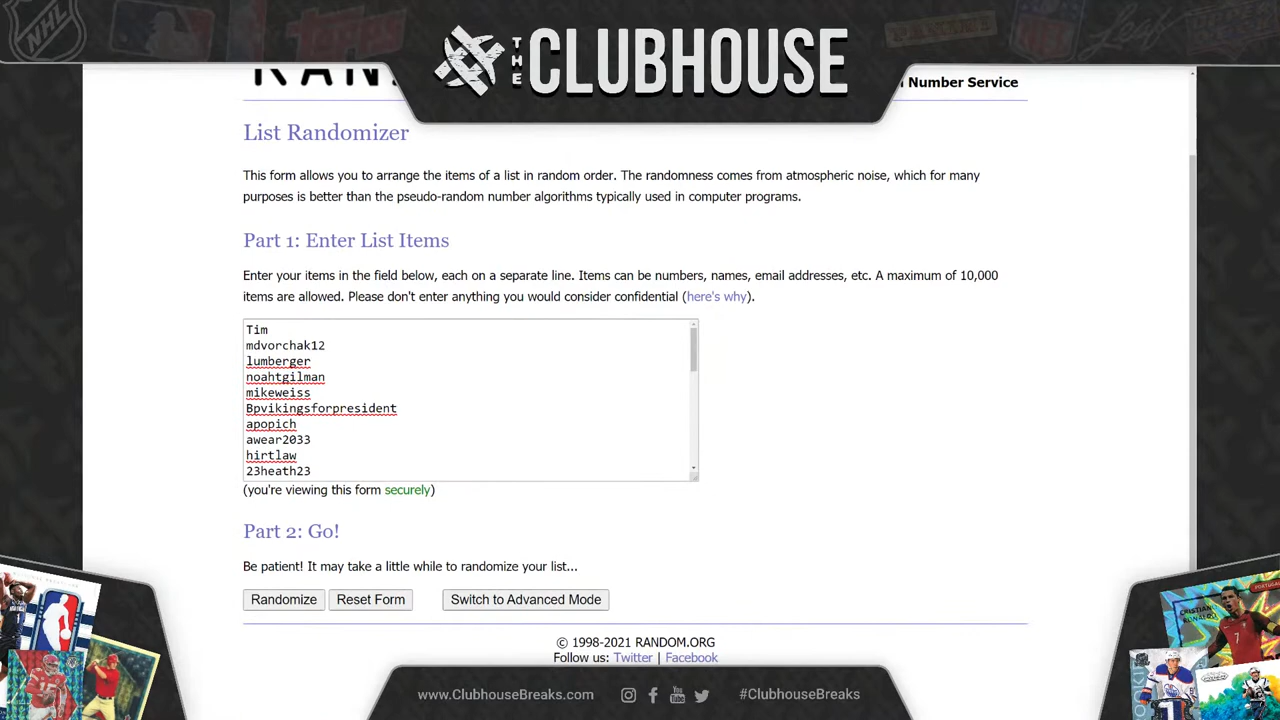 THE CLUBHOUSE
Number Service
List Randomizer
This form allows you to arrange the items of a list in random order. The randomness comes from atmospheric noise, which for many
purposes is better than the pseudo-random number algorithms typically used in computer programs.
Part 1: Enter List Items
Enter your items in the field below, each on a separate line. Items can be numbers, names, email addresses, etc. A maximum of 10,000
items are allowed. Please don't enter anything you would consider confidential (here's why).
Tim
mdvorchak12
lumberger
noahtgilman
mikeweiss
Bpvikingsforpresident
apopich
awear2033
hirtlaw
23heath23
(you're viewing this form securely)
Part 2: Go!
Be patient! It may take a little while to randomize your list...
Randomize Reset Form Switch to Advanced Mode
© 1998-2021 RANDOM.ORG
Follow us: Twitter | Facebook
www.ClubhouseBreaks.com #ClubhouseBreaks
NHL
PORTUGAL
CRISTIANO
RONALDO
7